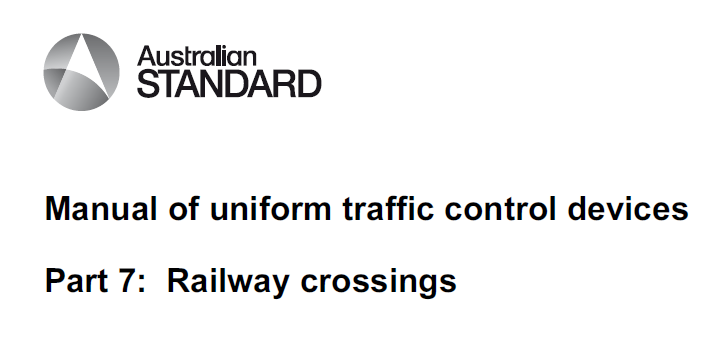 Australian
STANDARD
Manual of uniform traffic control devices
Part 7: Railway crossings